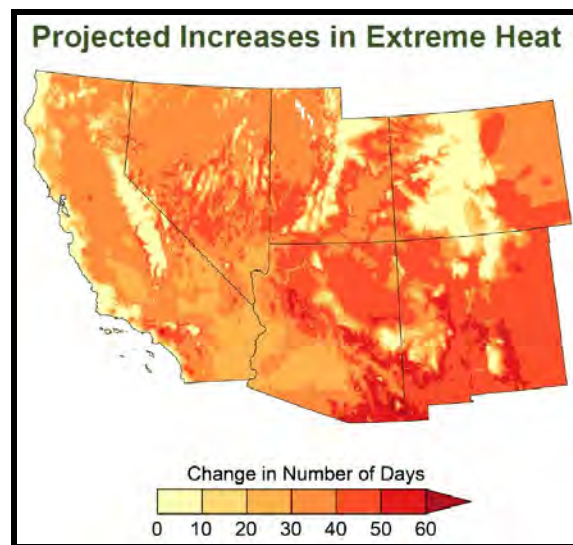 Projected Increases in Extreme Heat
Change in Number of Days
0 10 20 30 40 50 60